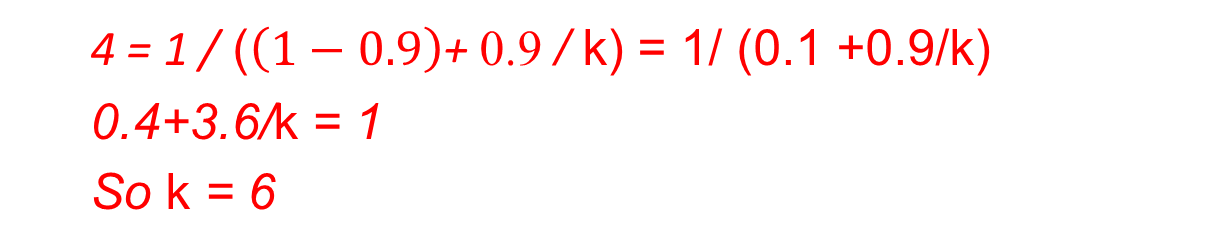 4 = 1 / ((1 − 0.9)+ 0.9 / k) = 1/ (0.1 +0.9/k)
0.4+3.6/k = 1
So k = 6